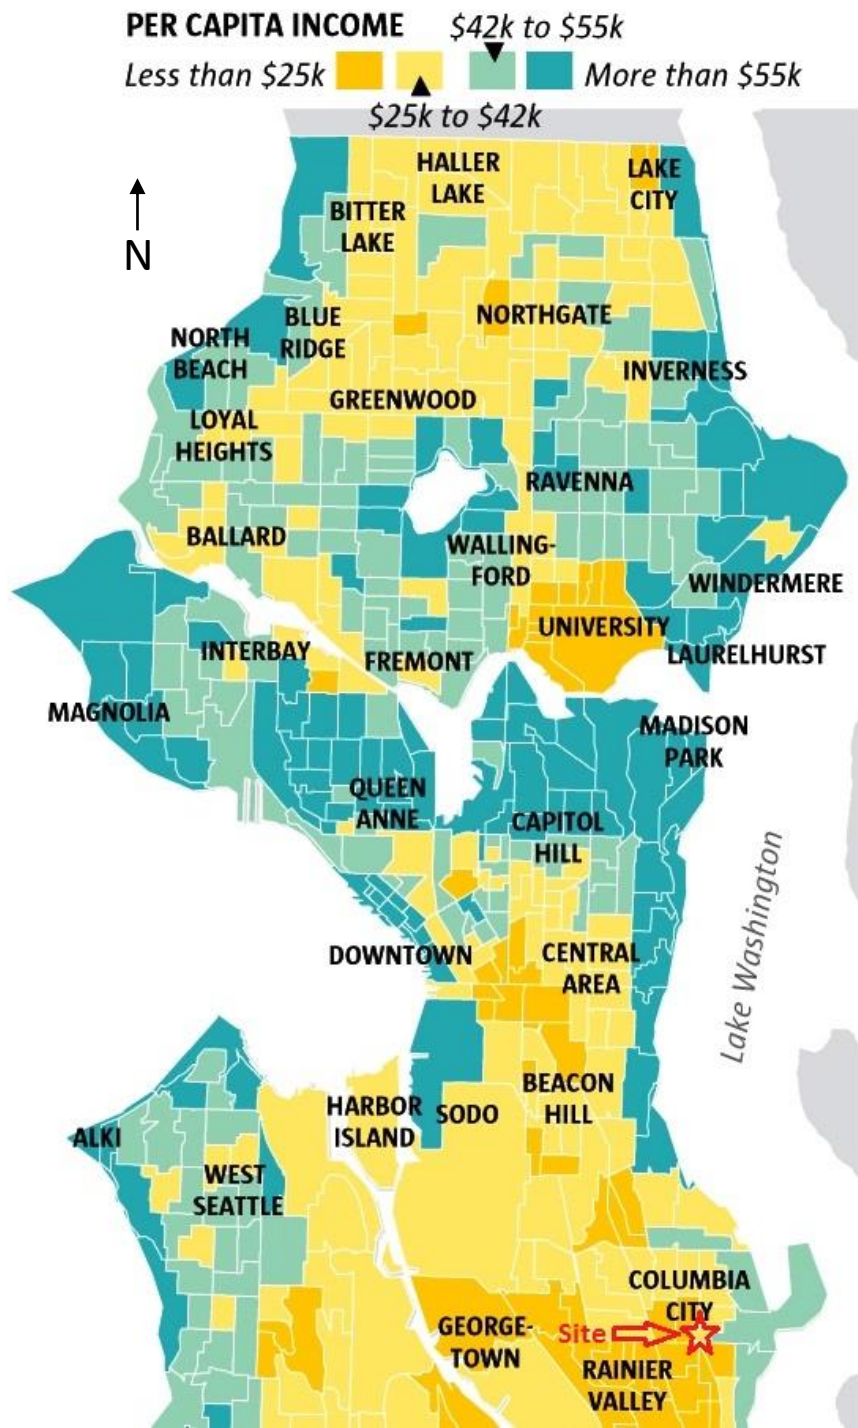 PER CAPITA INCOME
$42k to $55k
Less than $25k
More than $55k
$25k to $42k
N
HALLER
LAKE
LAKE
CITY
BITTER
LAKE
BLUE
RIDGE
NORTHGATE
NORTH
BEACH
INVERNESS
GREENWOOD
LOYAL
HEIGHTS
RAVENNA
BALLARD
WALLING-
FORD
WINDERMERE
UNIVERSITY
INTERBAY
FREMONT
LAURELHURST
MAGNOLIA
MADISON
PARK
QUEEN
ANNE
CAPITOL
HILL
Lake Washington
DOWNTOWN
CENTRAL
AREA
BEACON
HILL
HARBOR
ISLAND
SODO
ALKI
WEST
SEATTLE
COLUMBIA
CITY
GEORGE-
TOWN
Site
RAINIER
VALLEY